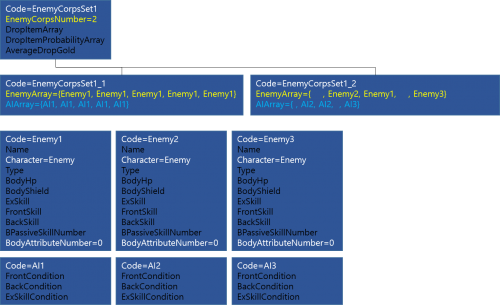 Code=EnemyCorpsSet1
EnemyCorpsNumber=2
DropItemArray
DropItemProbabilityArray
AverageDropGold
Code=EnemyCorpsSet1_1
EnemyArray={Enemy1, Enemy1, Enemy1, Enemy1, Enemy1}
AIArray={AI1, AI1, AI1, AI1, AI1}
Code=EnemyCorpsSet1_2
EnemyArray={ , Enemy2, Enemy1, , Enemy3}
AIArray={ , AI2, AI2, , AI3}
Code=Enemy1
Name
Character=Enemy
Type
BodyHp
BodyShield
ExSkill
FrontSkill
BackSkill
BPassiveSkillNumber
BodyAttributeNumber=0
Code=Enemy2
Name
Character=Enemy
Type
BodyHp
BodyShield
ExSkill
FrontSkill
BackSkill
BPassiveSkillNumber
BodyAttributeNumber=0
Code=Enemy3
Name
Character=Enemy
Type
BodyHp
BodyShield
ExSkill
FrontSkill
BackSkill
BPassiveSkillNumber
BodyAttributeNumber=0
Code=AI1
FrontCondition
BackCondition
ExSkillCondition
Code=AI2
FrontCondition
BackCondition
ExSkillCondition
Code=AI3
FrontCondition
BackCondition
ExSkillCondition